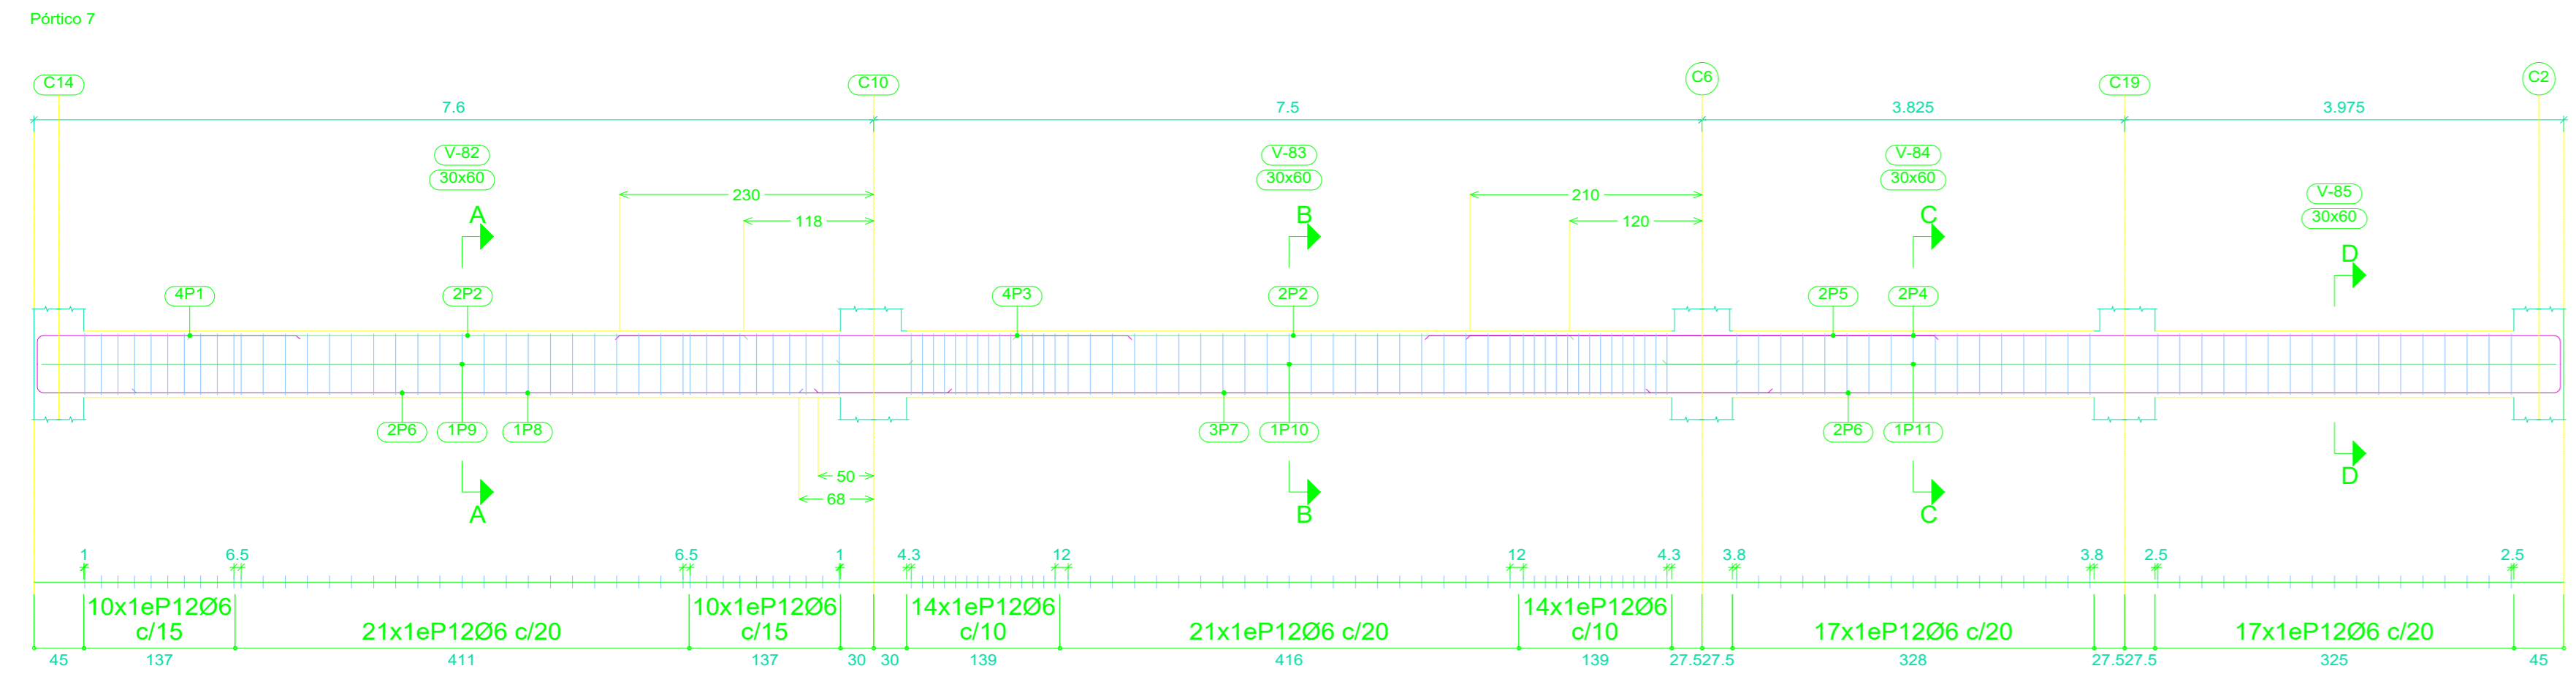 Pórtico 7
C14 C10 C6 C19 C2
7.6 7.5 3.825 3.975
V-82 V-83 V-84
30x60 30x60 30x60
V-85
30x60
230 210
A B C
118 120
D
4P1 2P2 4P3 2P2 2P5 2P4
2P6 1P9 1P8 3P7 1P10 2P6 1P11
50
D
68
A B C
1 6.5 6.5 1 4.3 12 12 4.3 3.8 3.8 2.5 2.5
10x1eP12Ø6 10x1eP12Ø6 14x1eP12Ø6 14x1eP12Ø6
c/15 21x1eP12Ø6 c/20 c/15 c/10 21x1eP12Ø6 c/20 c/10 17x1eP12Ø6 c/20 17x1eP12Ø6 c/20
45 137 411 137 30 30 139 416 139 27.5 27.5 328 27.5 27.5 325 45